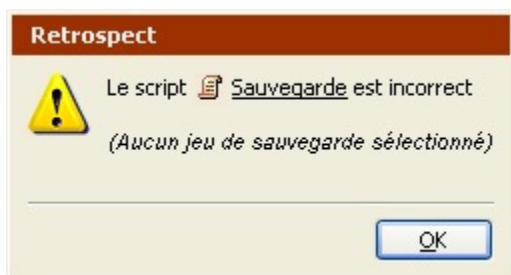 Retrospect
Le script Sauvegarde est incorrect
(Aucun jeu de sauvegarde sélectionné)
OK